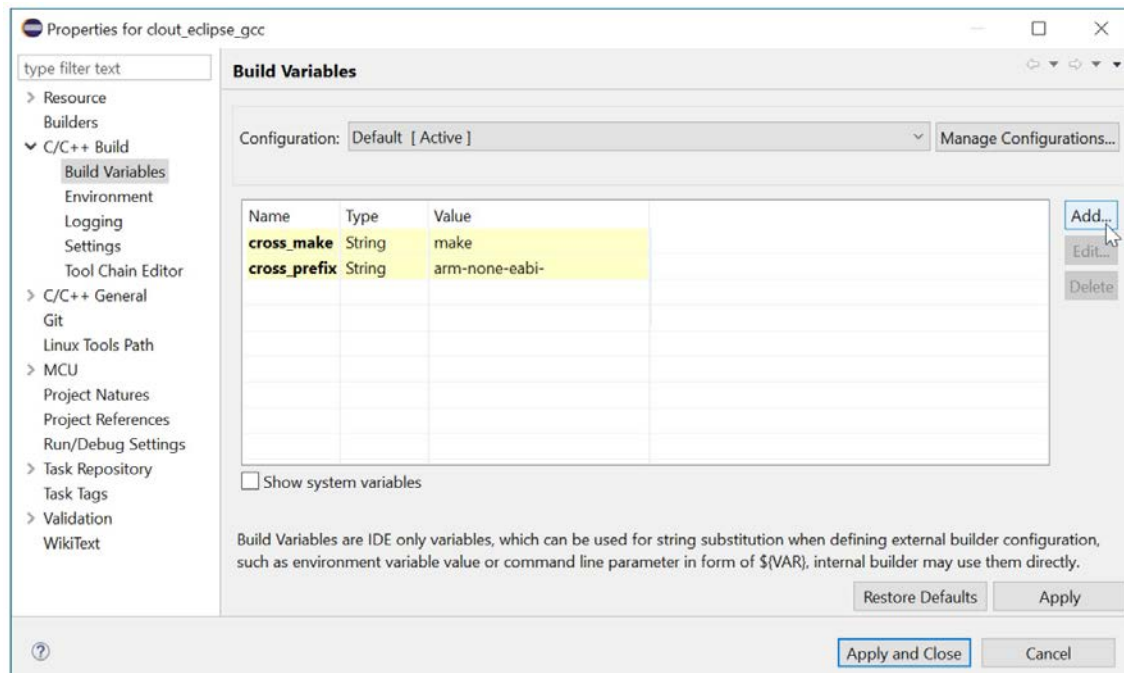 Properties for clout_eclipse_gcc
type filter text
Resource
Builders
C/C++ Build
Build Variables
Environment
Logging
Settings
Tool Chain Editor
C/C++ General
Git
Linux Tools Path
MCU
Project Natures
Project References
Run/Debug Settings
Task Repository
Task Tags
Validation
WikiText
Build Variables
Configuration: Default [ Active ] Manage Configurations...
Name Type Value
cross_make String make
cross_prefix String arm-none-eabi-
Add...
Edit...
Delete
Show system variables
Build Variables are IDE only variables, which can be used for string substitution when defining external builder configuration,
such as environment variable value or command line parameter in form of ${VAR}, internal builder may use them directly.
Restore Defaults Apply
? Apply and Close Cancel